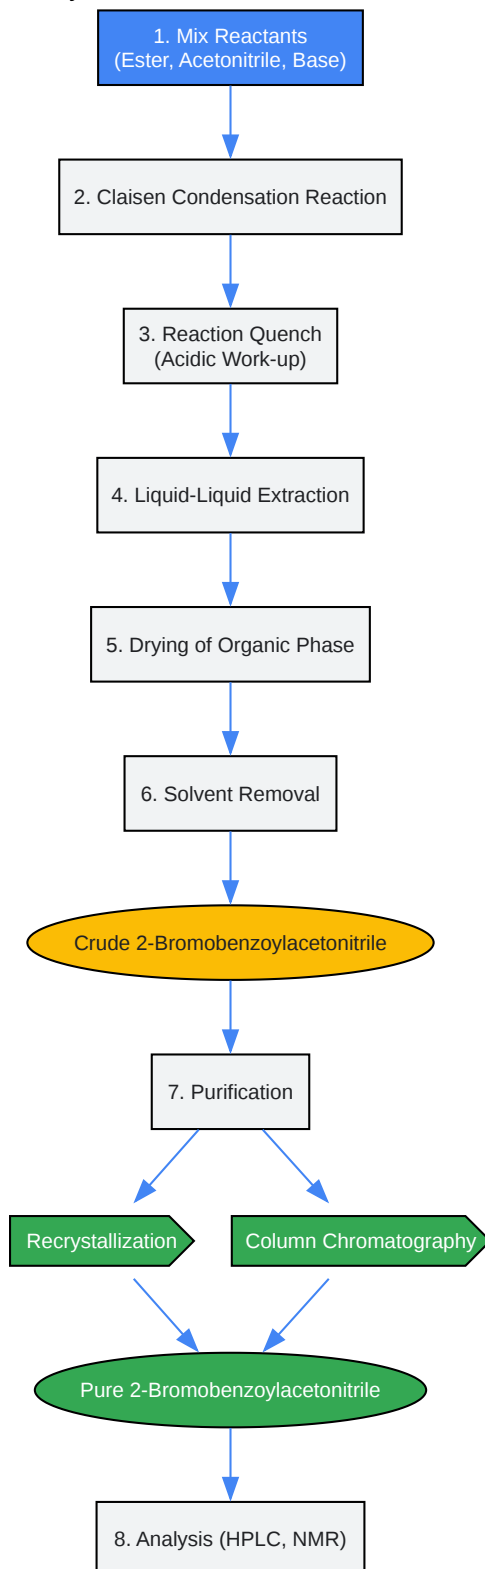 1. Mix Reactants
(Ester, Acetonitrile, Base)
2. Claisen Condensation Reaction
3. Reaction Quench
(Acidic Work-up)
4. Liquid-Liquid Extraction
5. Drying of Organic Phase
6. Solvent Removal
Crude 2-Bromobenzoylacetonitrile
7. Purification
Recrystallization
Column Chromatography
Pure 2-Bromobenzoylacetonitrile
8. Analysis (HPLC, NMR)